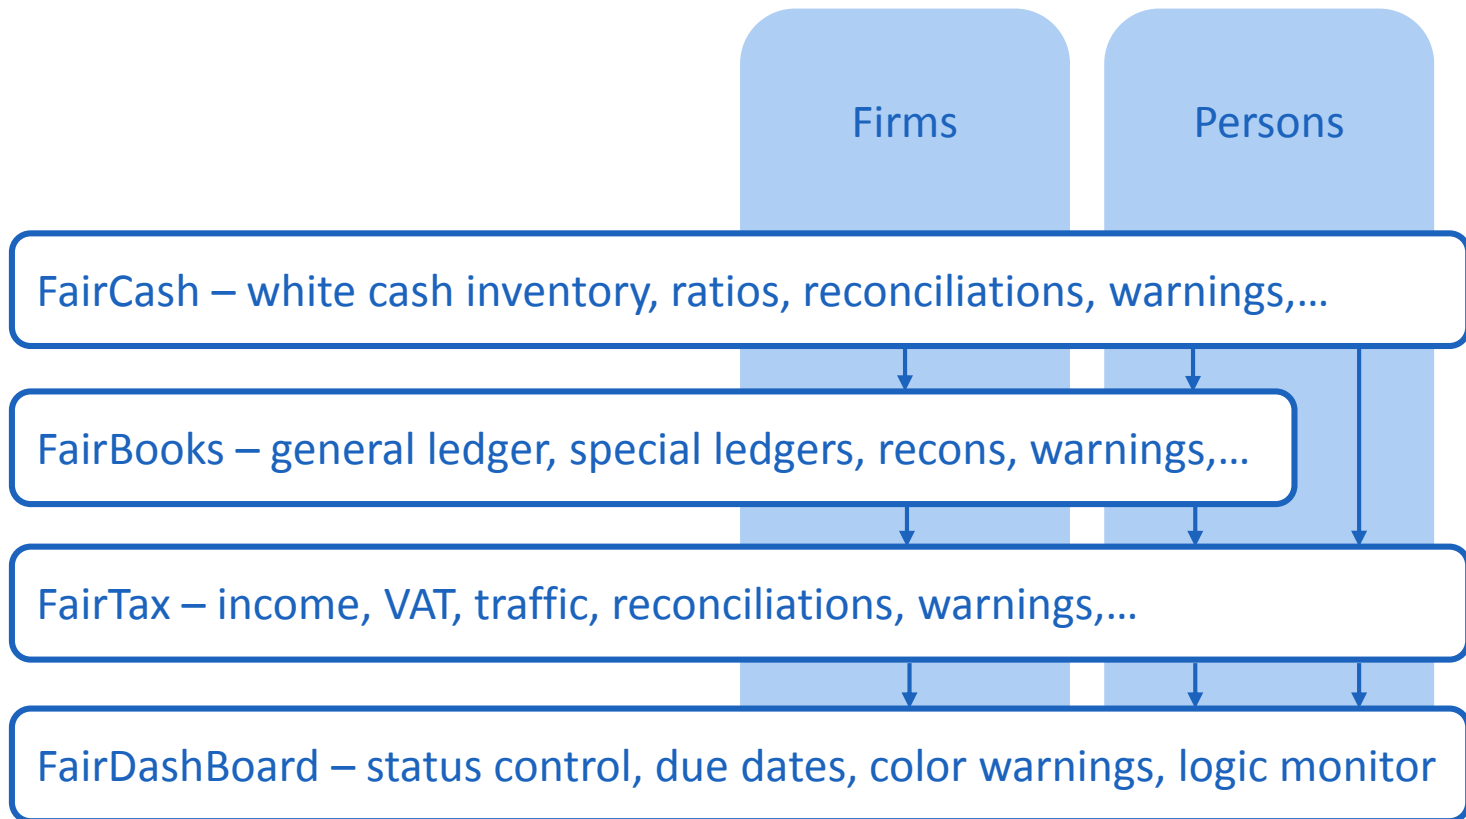 Firms
Persons
FairCash – white cash inventory, ratios, reconciliations, warnings,...
FairBooks – general ledger, special ledgers, recons, warnings,...
FairTax – income, VAT, traffic, reconciliations, warnings,...
FairDashBoard – status control, due dates, color warnings, logic monitor